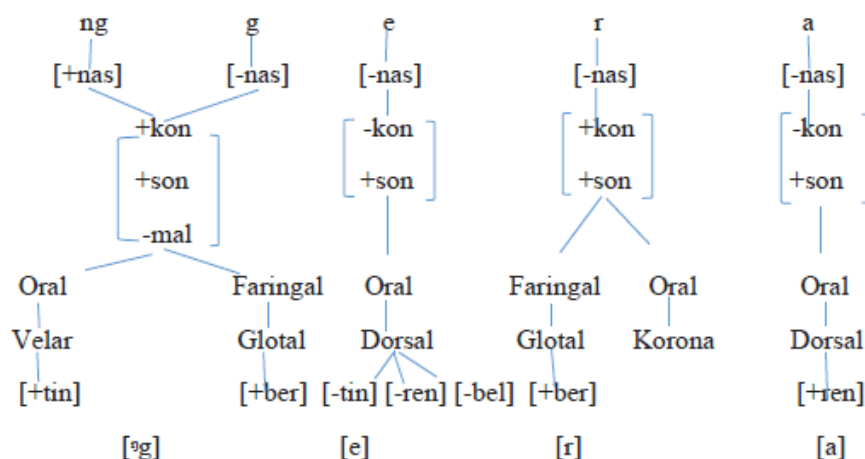 ng g e r a
[+nas] [-nas] [-nas] [-nas] [-nas]
+kon -kon +kon -kon
+son +son +son +son
-mal
Oral Faringal Oral Faringal Oral Oral
Velar Glotal Dorsal Glotal Korona Dorsal
[+tin] [+ber] [-tin] [-ren] [-bel] [+ber] [+ren]
[ᵑg] [e] [r] [a]